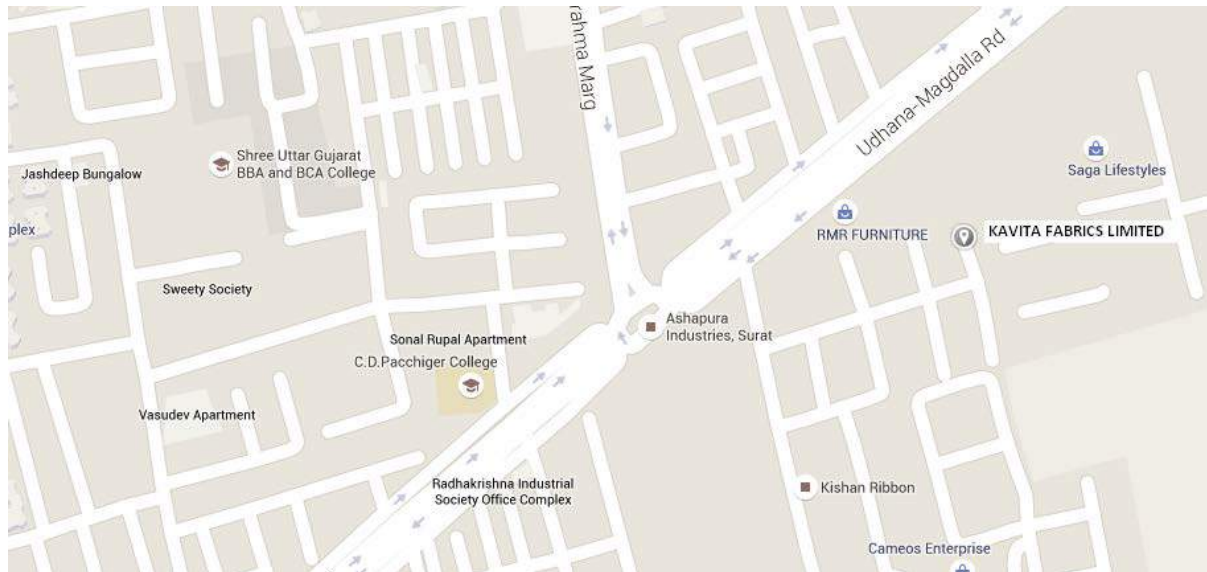 rahma Marg
Udhana-Magdalla Rd
Shree Uttar Gujarat
BBA and BCA College
Jashdeep Bungalow
Saga Lifestyles
plex
RMR FURNITURE
KAVITA FABRICS LIMITED
Sweety Society
Ashapura
Industries, Surat
Sonal Rupal Apartment
C.D.Pacchiger College
Vasudev Apartment
Radhakrishna Industrial
Society Office Complex
Kishan Ribbon
Cameos Enterprise